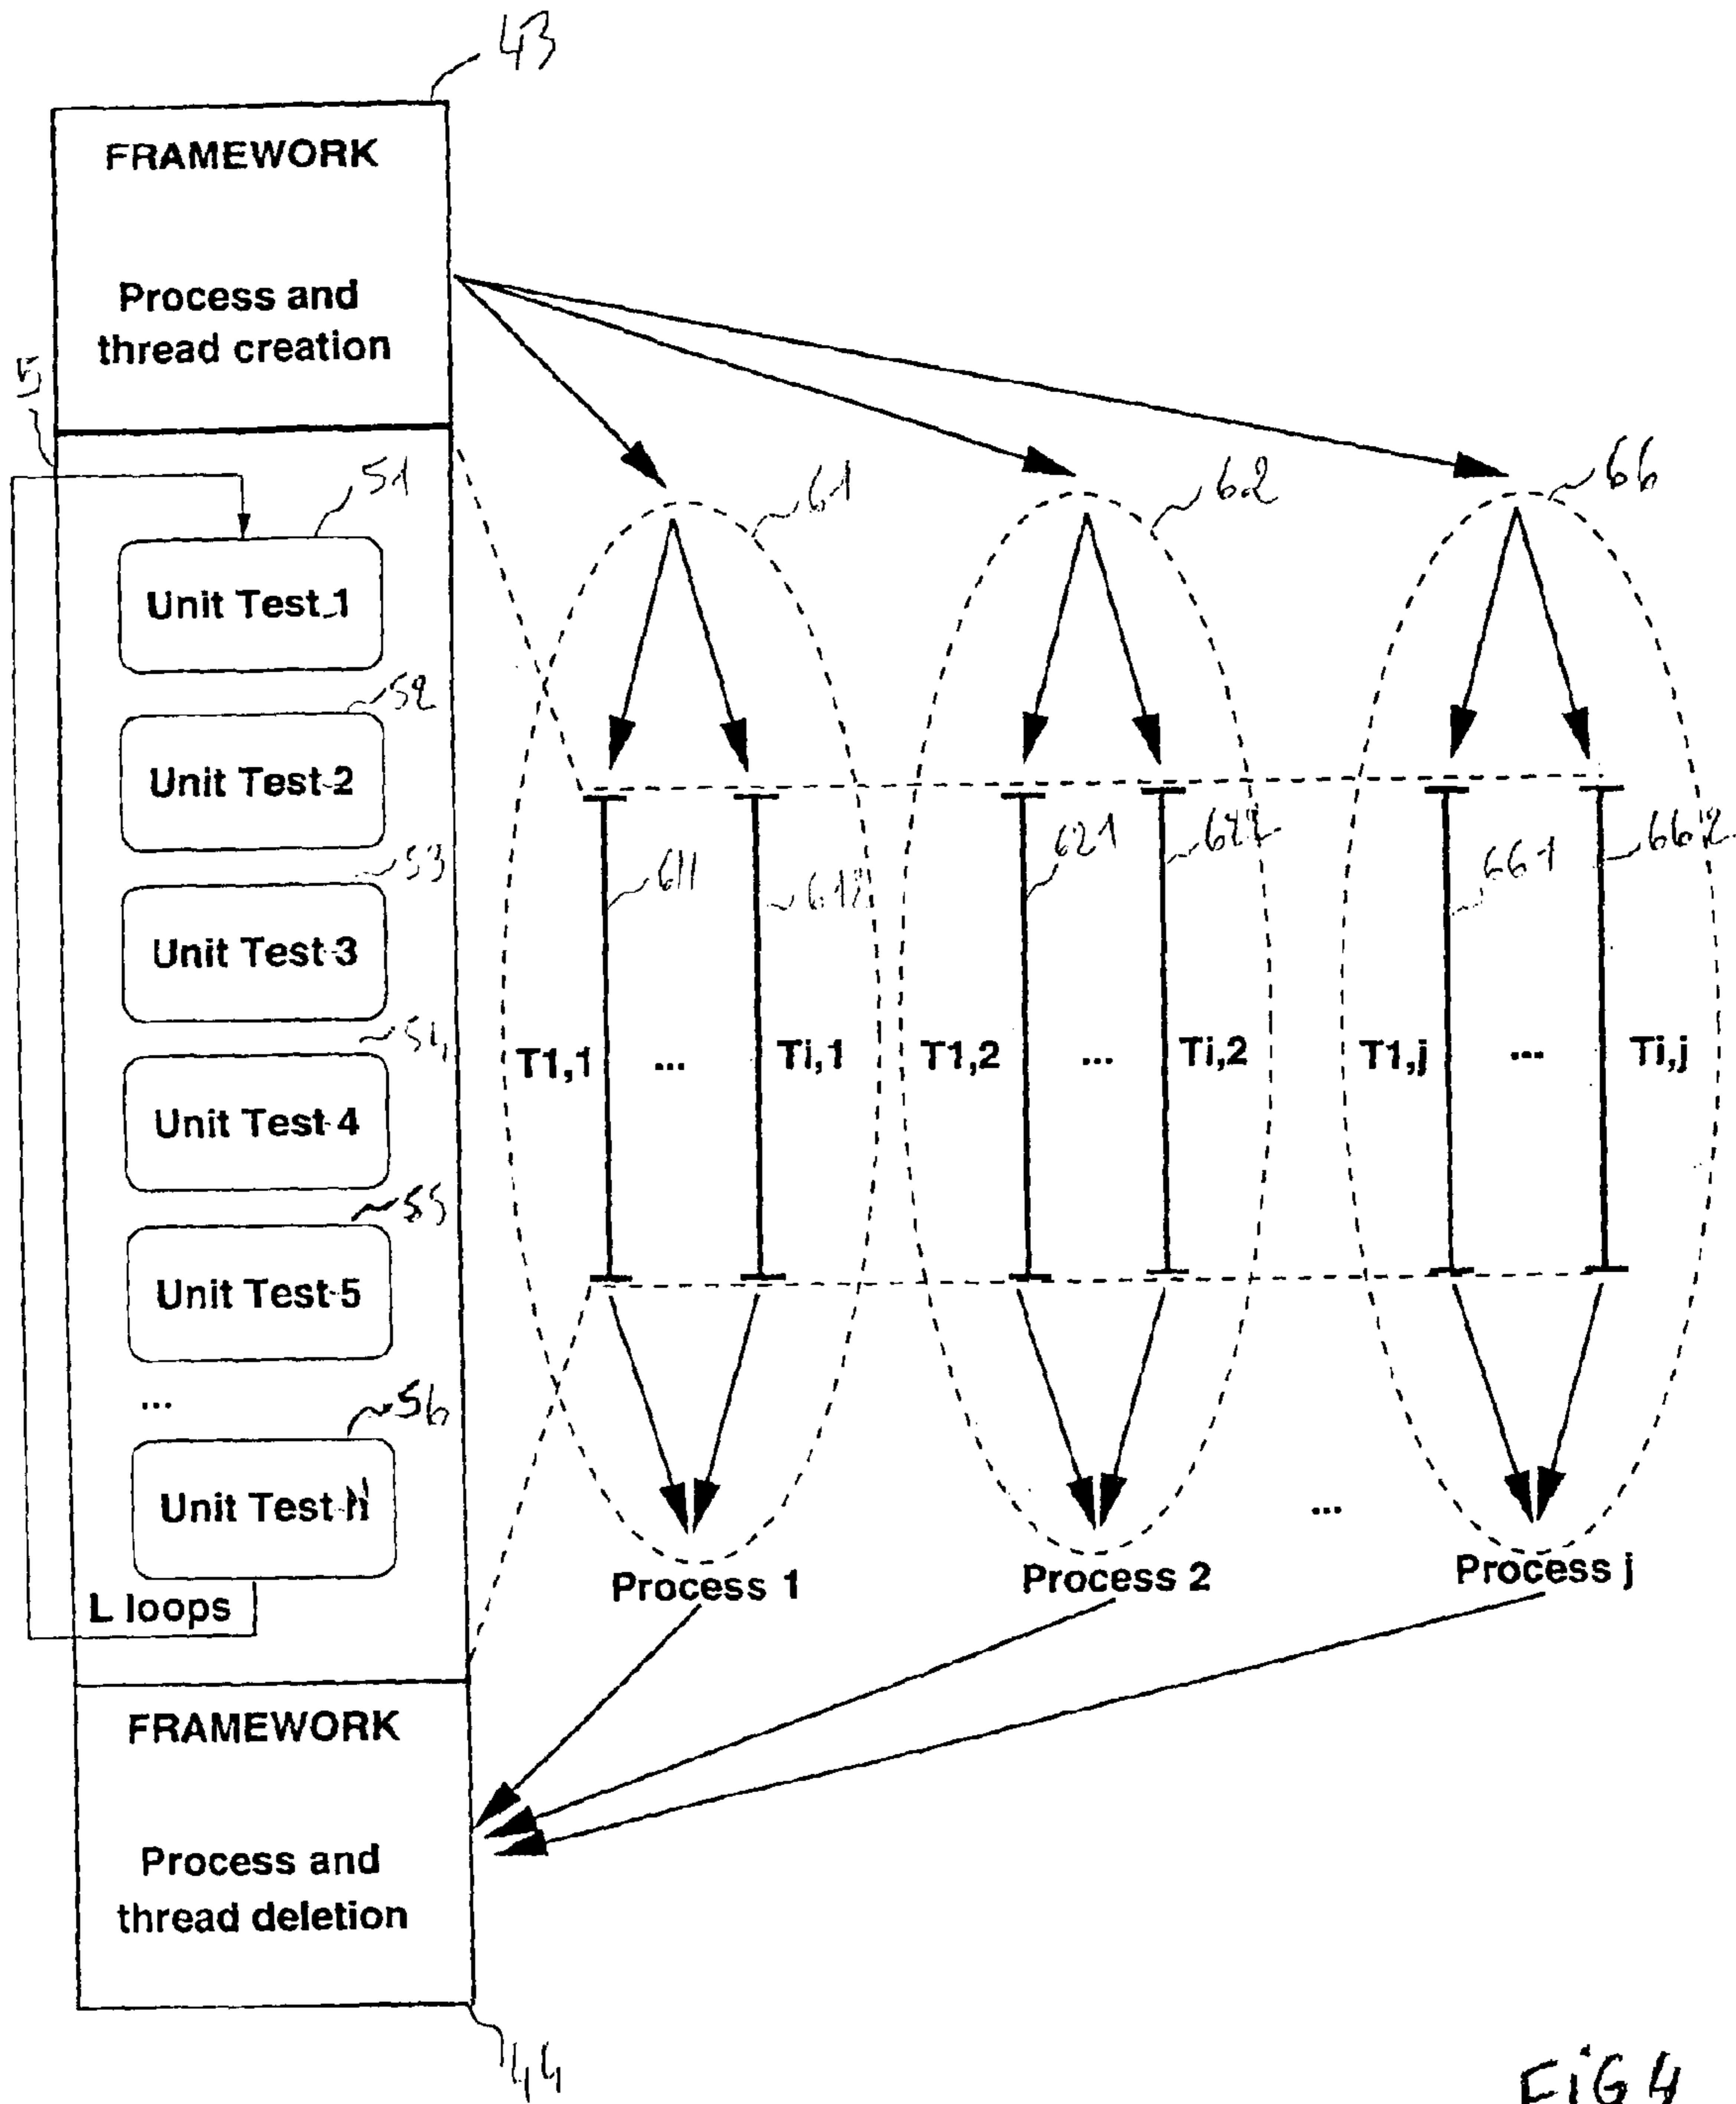 43
FRAMEWORK
Process and
thread creation
5
51
61
62
66
Unit Test 1
52
Unit Test 2
53
611
612
621
622
661
662
Unit Test 3
54
T1,1 ... Ti,1 T1,2 ... Ti,2 T1,j ... Ti,j
Unit Test 4
55
Unit Test 5
...
56
Unit Test
...
Process 1
Process 2
Process j
L loops
FRAMEWORK
Process and
thread deletion
44
FiG 4